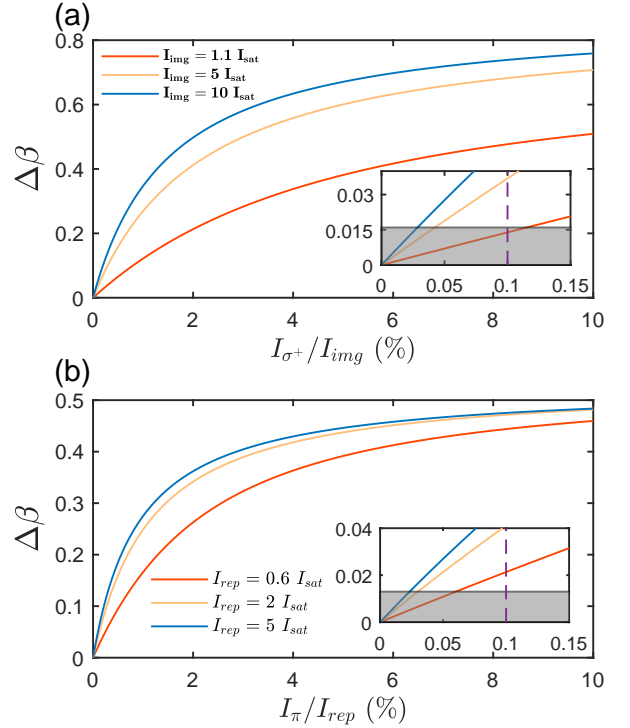 (a)
0.8
0.6
0.4
0.2
0
Δβ
I_img = 1.1 I_sat
I_img = 5 I_sat
I_img = 10 I_sat
0.03
0.015
0
0 0.05 0.1 0.15
0 2 4 6 8 10
I_σ+/I_img (%)
(b)
0.5
0.4
0.3
0.2
0.1
0
Δβ
I_rep = 0.6 I_sat
I_rep = 2 I_sat
I_rep = 5 I_sat
0.04
0.02
0
0 0.05 0.1 0.15
0 2 4 6 8 10
I_π/I_rep (%)